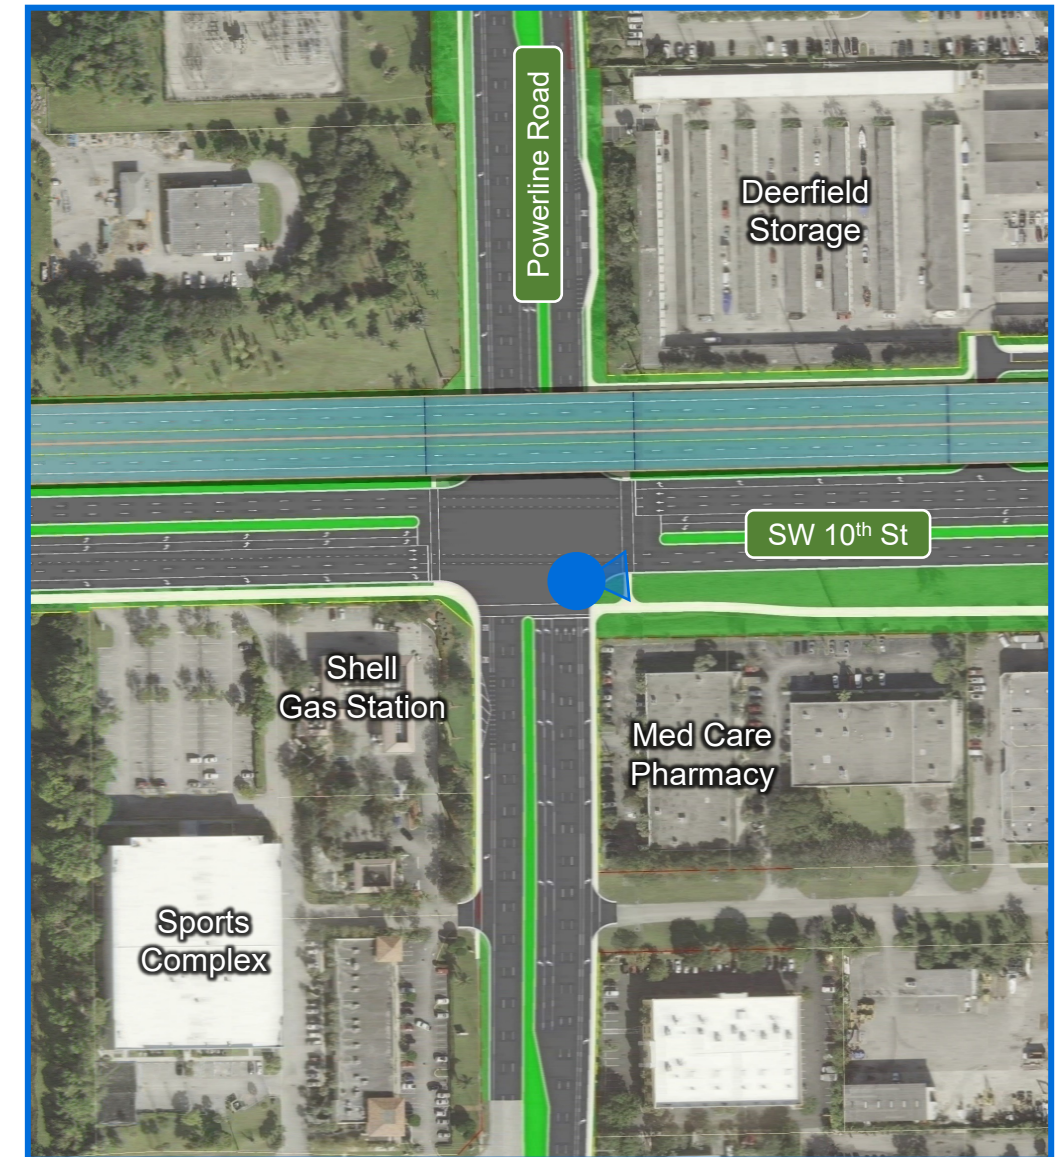 Powerline Road
Deerfield
Storage
SW 10th St
Shell
Gas Station
Med Care
Pharmacy
Sports
Complex